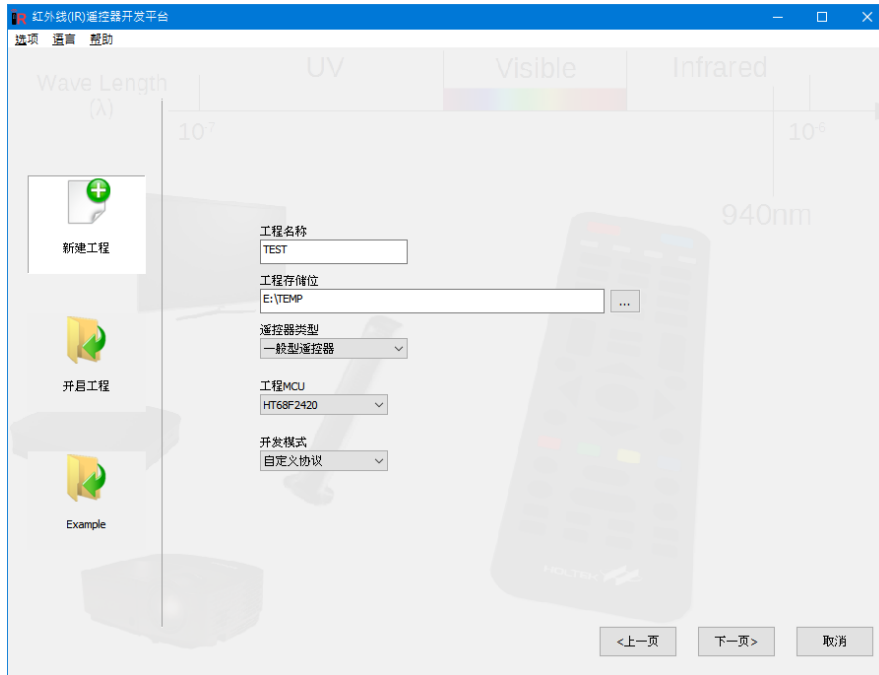 红外线(IR)遥控器开发平台
选项 语言 帮助
Wave Length
(λ)
UV
Visible
Infrared
10-7
10-6
940nm
新建工程
开启工程
Example
工程名称
TEST
工程存储位
E:\TEMP
...
遥控器类型
一般型遥控器
工程MCU
HT68F2420
开发模式
自定义协议
HOLTEK
<上一页
下一页>
取消